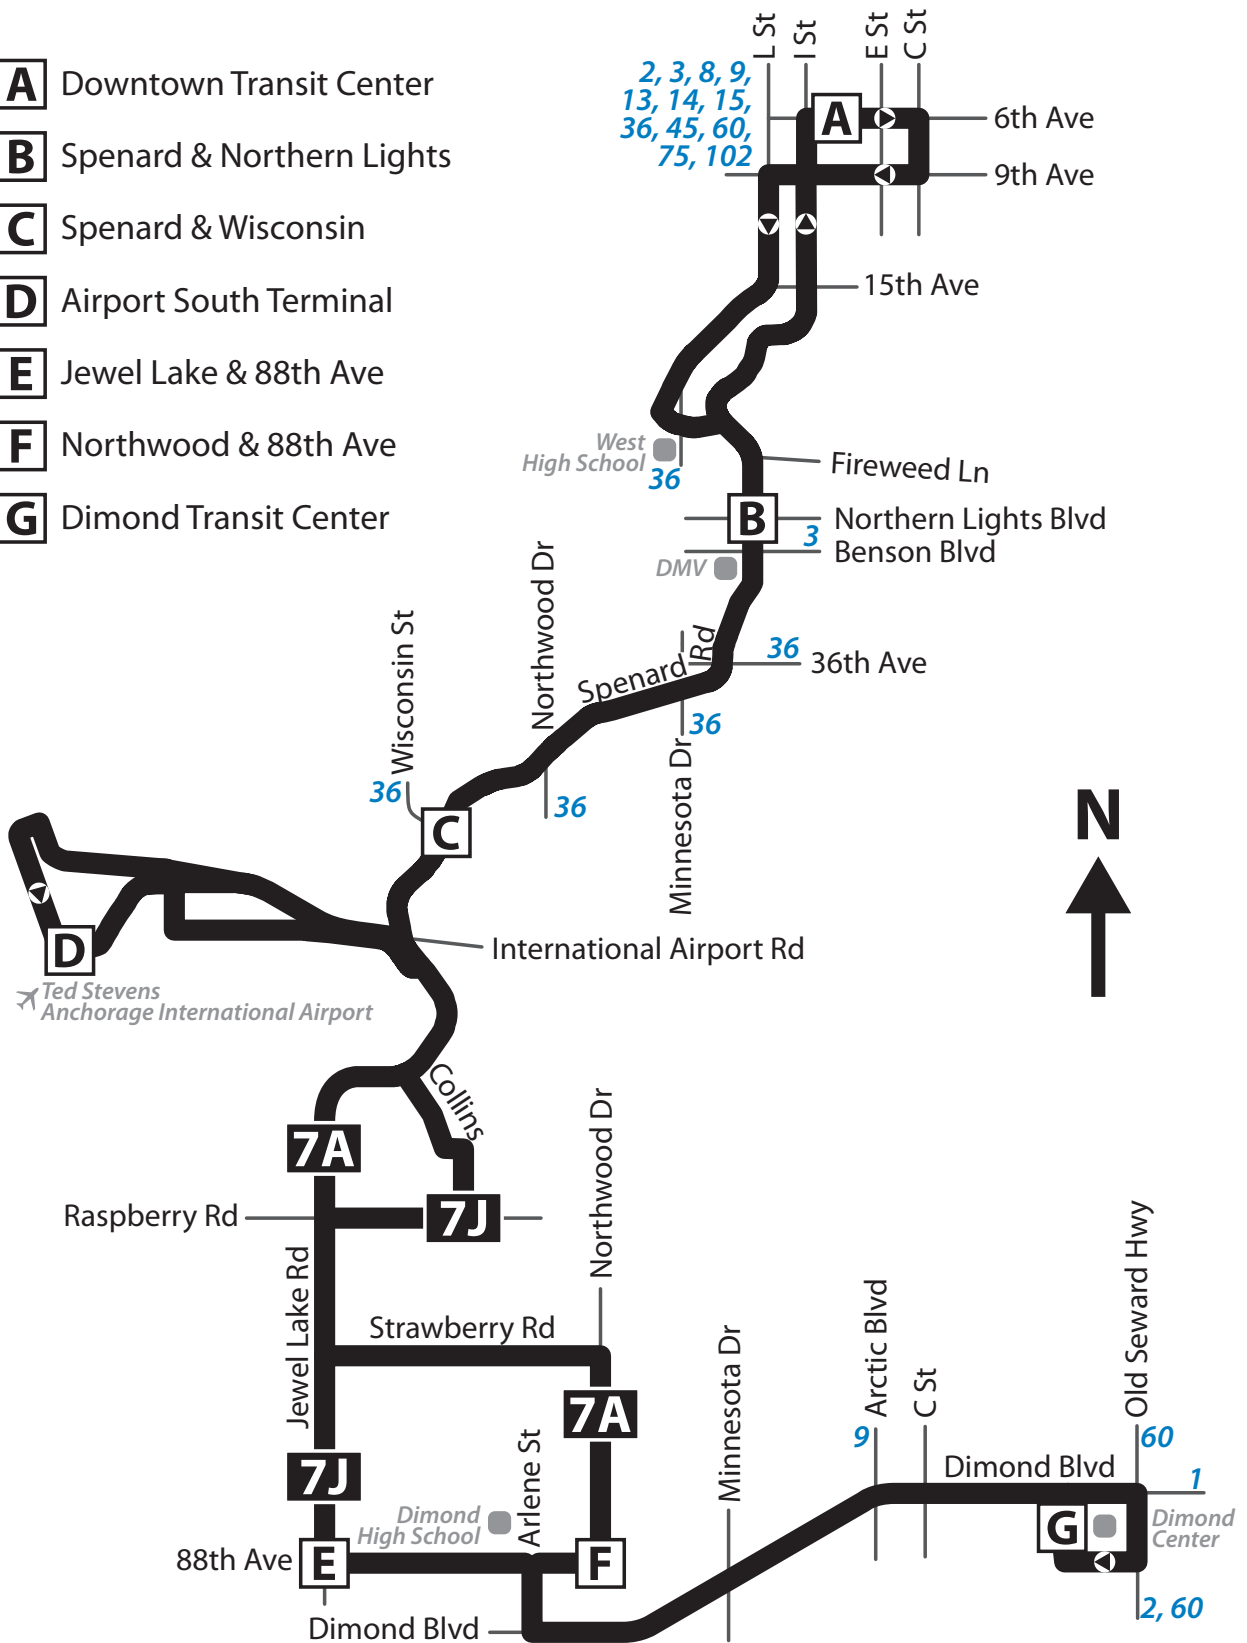 A Downtown Transit Center
B Spenard & Northern Lights
C Spenard & Wisconsin
D Airport South Terminal
E Jewel Lake & 88th Ave
F Northwood & 88th Ave
G Dimond Transit Center
L St
I St
E St
C St
2, 3, 8, 9,
13, 14, 15,
36, 45, 60,
75, 102
A
6th Ave
9th Ave
15th Ave
West
High School
36
Fireweed Ln
B
Northern Lights Blvd
3
Benson Blvd
DMV
Northwood Dr
Wisconsin St
Spenard Rd
36
36th Ave
36
Minnesota Dr
36
36
C
N
D
International Airport Rd
Ted Stevens
Anchorage International Airport
Collins
7A
Northwood Dr
Raspberry Rd
7J
Jewel Lake Rd
Strawberry Rd
7A
7J
Arlene St
Minnesota Dr
Arctic Blvd
C St
Old Seward Hwy
9
60
Dimond Blvd
1
Dimond
High School
G
Dimond
Center
88th Ave
E
F
2, 60
Dimond Blvd